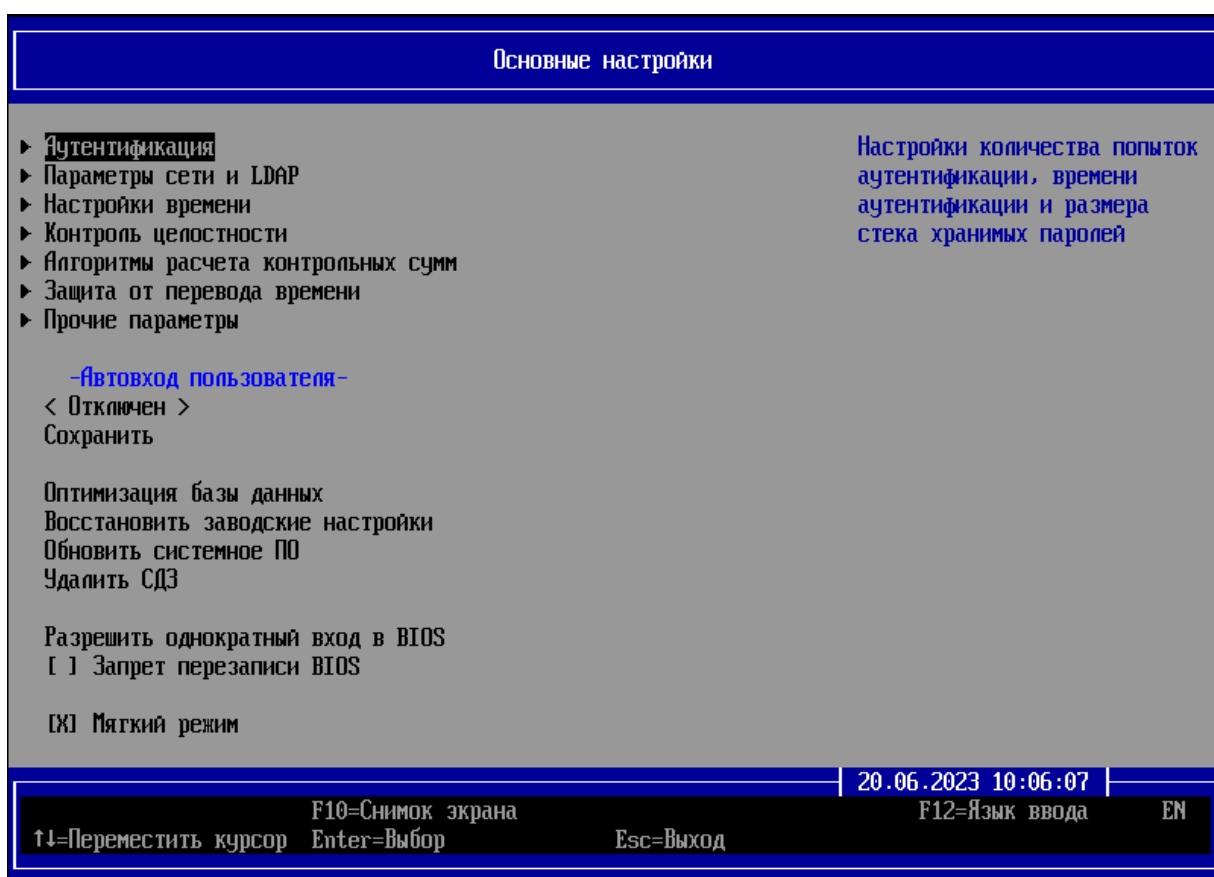 Основные настройки
▶ Аутентификация
▶ Параметры сети и LDAP
▶ Настройки времени
▶ Контроль целостности
▶ Алгоритмы расчета контрольных сумм
▶ Защита от перевода времени
▶ Прочие параметры
Настройки количества попыток
аутентификации, времени
аутентификации и размера
стека хранимых паролей
-Автовход пользователя-
< Отключен >
Сохранить
Оптимизация базы данных
Восстановить заводские настройки
Обновить системное ПО
Удалить СДЗ
Разрешить однократный вход в BIOS
[ ] Запрет перезаписи BIOS
[X] Мягкий режим
20.06.2023 10:06:07
F10=Снимок экрана F12=Язык ввода EN
↑↓=Переместить курсор Enter=Выбор Esc=Выход